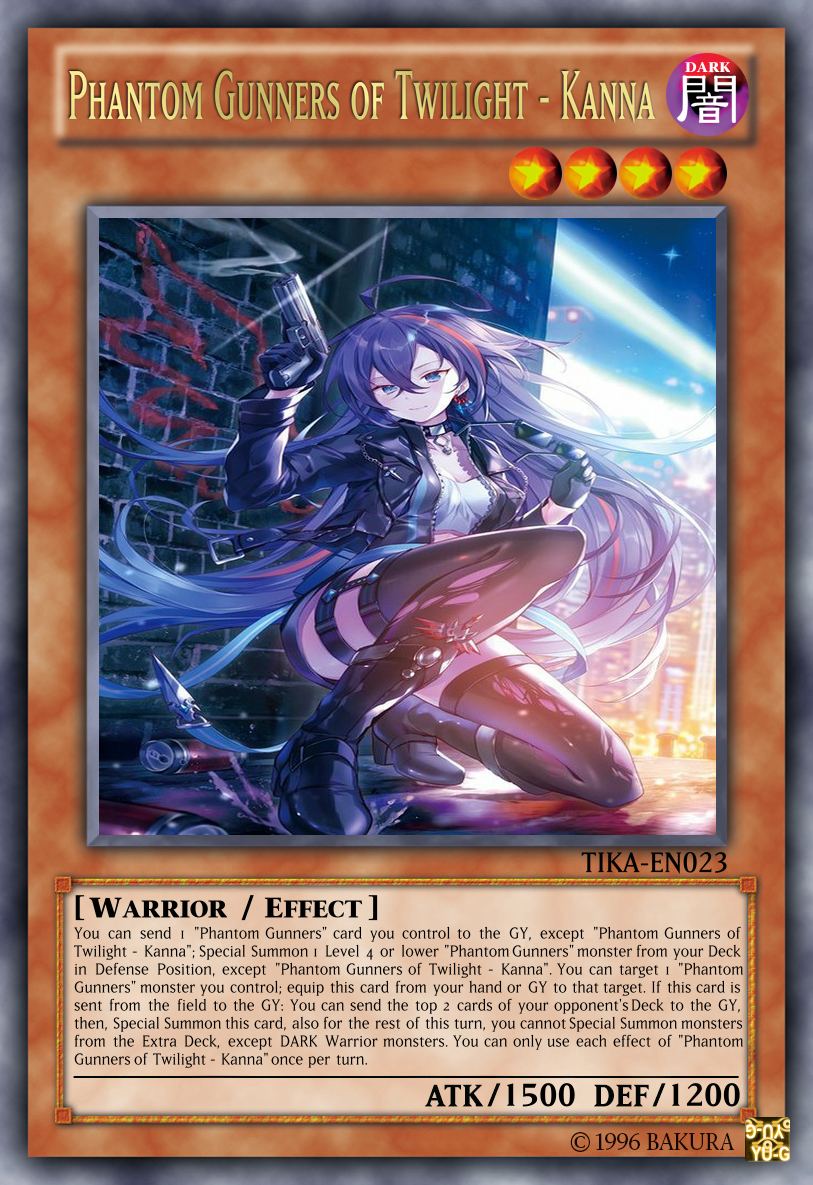 PHANTOM GUNNERS OF TWILIGHT - KANNA
DARK
闇
TIKA-EN023
[ WARRIOR / EFFECT ]
You can send 1 "Phantom Gunners" card you control to the GY, except "Phantom Gunners of
Twilight - Kanna"; Special Summon 1 Level 4 or lower "Phantom Gunners" monster from your Deck
in Defense Position, except "Phantom Gunners of Twilight - Kanna". You can target 1 "Phantom
Gunners" monster you control; equip this card from your hand or GY to that target. If this card is
sent from the field to the GY: You can send the top 2 cards of your opponent's Deck to the GY,
then, Special Summon this card, also for the rest of this turn, you cannot Special Summon monsters
from the Extra Deck, except DARK Warrior monsters. You can only use each effect of "Phantom
Gunners of Twilight - Kanna" once per turn.
ATK/1500 DEF/1200
© 1996 BAKURA